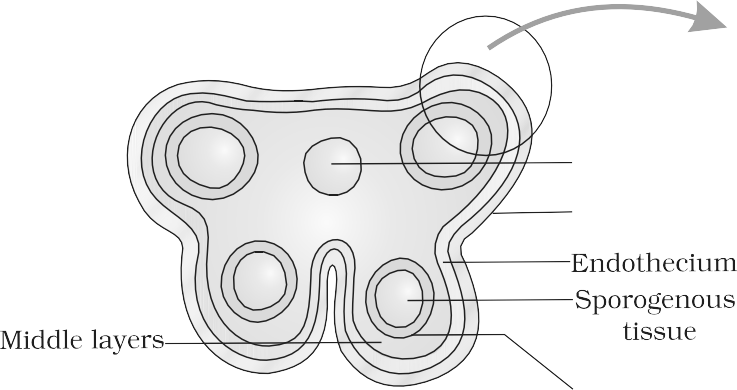 Endothecium
Sporogenous
tissue
Middle layers